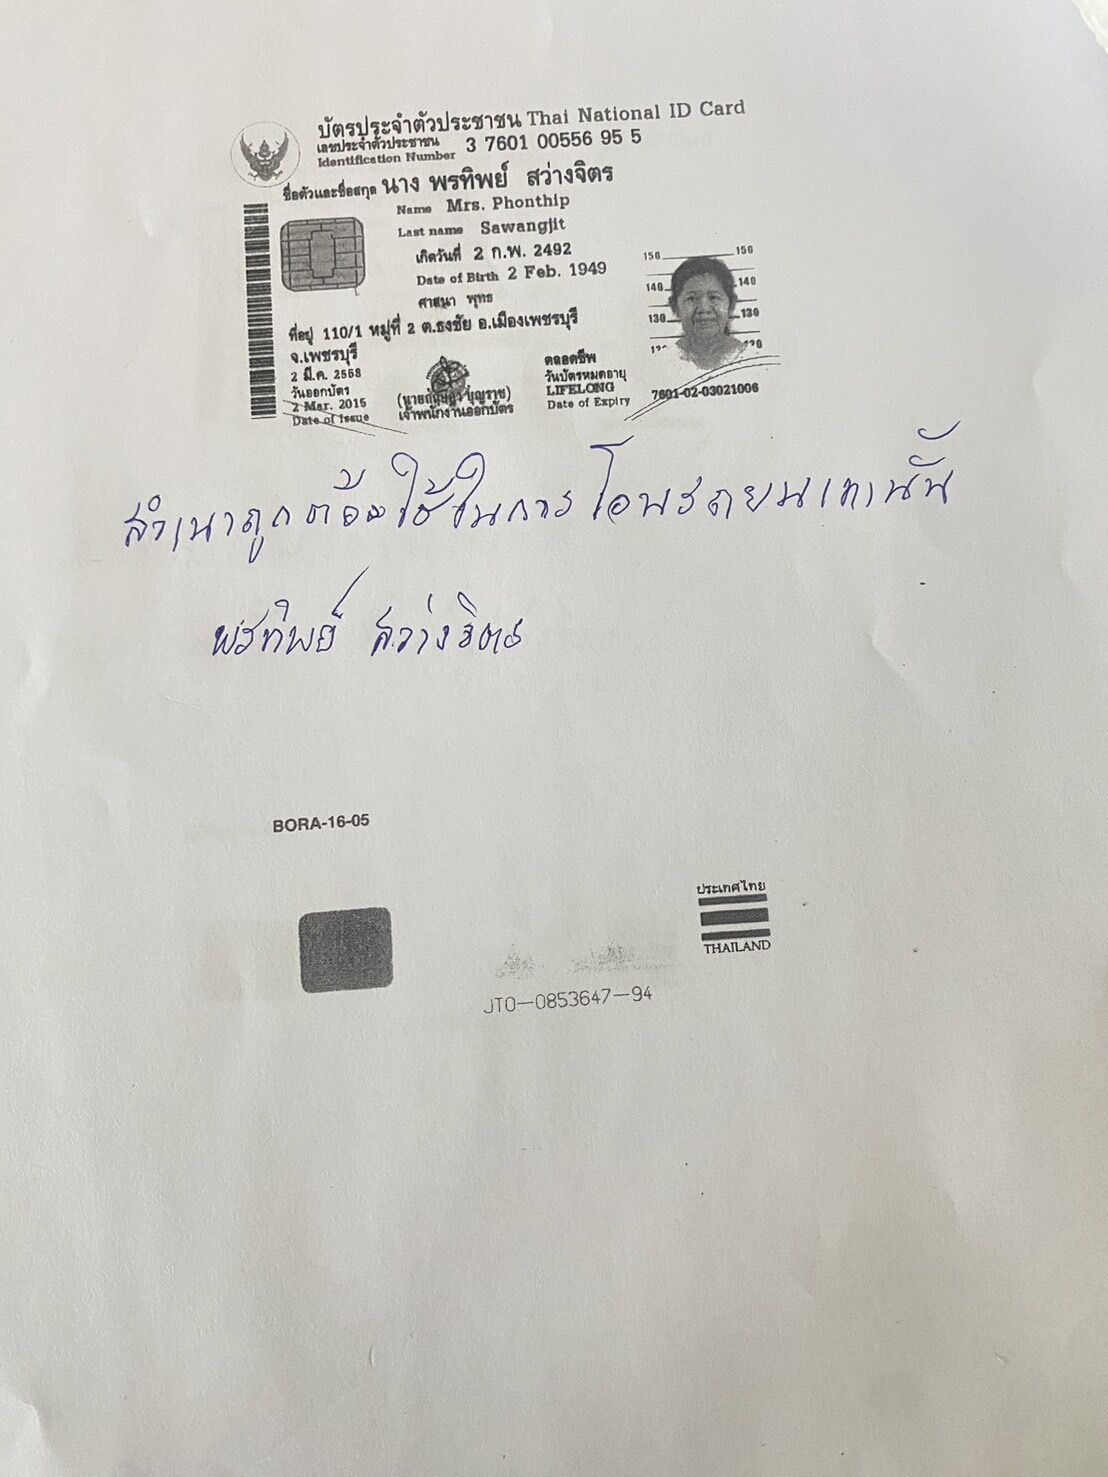 บัตรประจำตัวประชาชน Thai National ID Card
เลขประจำตัวประชาชน
Identification Number 3 7601 00556 95 5
ชื่อตัวและชื่อสกุล นาง พรทิพย์ สว่างจิตร
Name Mrs. Phonthip
Last name Sawangjit
เกิดวันที่ 2 ก.พ. 2492
Date of Birth 2 Feb. 1949
ศาสนา พุทธ
ที่อยู่ 110/1 หมู่ที่ 2 ต.ธงชัย อ.เมืองเพชรบุรี
จ.เพชรบุรี
2 มี.ค. 2558
วันออกบัตร
2 Mar. 2015
Date of Issue
เจ้าพนักงานออกบัตร
ตลอดชีพ
วันบัตรหมดอายุ
LIFELONG
Date of Expiry
150 150
140 140
130 130
7601-02-03021006
สำเนาถูกต้องใช้ในการโอนรถยนต์เท่านั้น
พรทิพย์ สว่างจิตร
BORA-16-05
ประเทศไทย
THAILAND
JT0-0853647-94